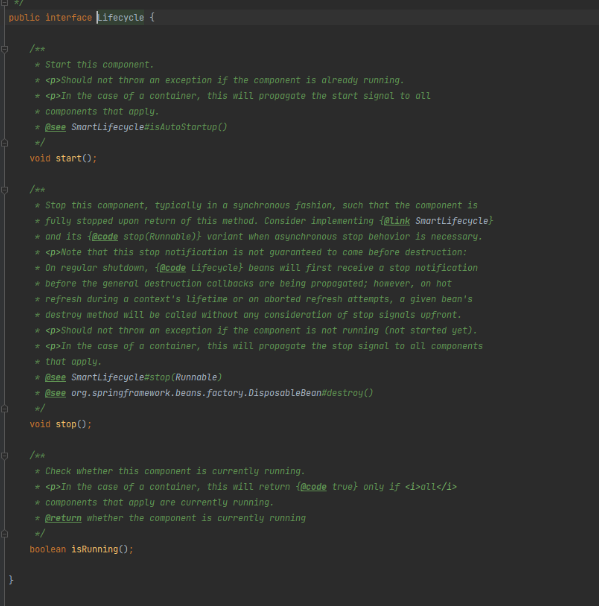 */
public interface Lifecycle {
/**
* Start this component.
* <p>Should not throw an exception if the component is already running.
* <p>In the case of a container, this will propagate the start signal to all
* components that apply.
* @see SmartLifecycle#isAutoStartup()
*/
void start();
/**
* Stop this component, typically in a synchronous fashion, such that the component is
* fully stopped upon return of this method. Consider implementing {@link SmartLifecycle}
* and its {@code stop(Runnable)} variant when asynchronous stop behavior is necessary.
* <p>Note that this stop notification is not guaranteed to come before destruction:
* On regular shutdown, {@code Lifecycle} beans will first receive a stop notification
* before the general destruction callbacks are being propagated; however, on hot
* refresh during a context's lifetime or on aborted refresh attempts, a given bean's
* destroy method will be called without any consideration of stop signals upfront.
* <p>Should not throw an exception if the component is not running (not started yet).
* <p>In the case of a container, this will propagate the stop signal to all components
* that apply.
* @see SmartLifecycle#stop(Runnable)
* @see org.springframework.beans.factory.DisposableBean#destroy()
*/
void stop();
/**
* Check whether this component is currently running.
* <p>In the case of a container, this will return {@code true} only if <i>all</i>
* components that apply are currently running.
* @return whether the component is currently running
*/
boolean isRunning();
}